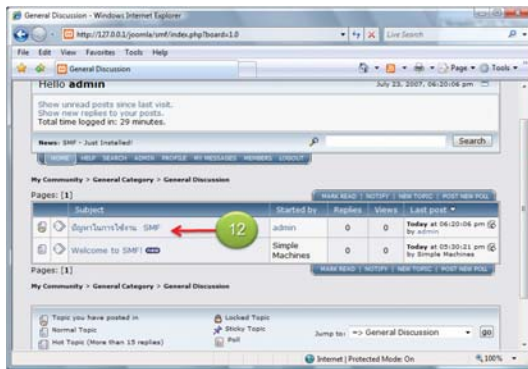 General Discussion - Windows Internet Explorer
http://127.0.0.1/joomla/smf/index.php?board=1.0
Live Search
File Edit View Favorites Tools Help
General Discussion
Page Tools
Hello admin
July 23, 2007, 06:20:06 pm
Show unread posts since last visit.
Show new replies to your posts.
Total time logged in: 29 minutes.
News: SMF - Just Installed!
Search
HOME HELP SEARCH ADMIN PROFILE MY MESSAGES MEMBERS LOGOUT
My Community > General Category > General Discussion
Pages: [1]
MARK READ NOTIFY NEW TOPIC POST NEW POLL
Subject Started by Replies Views Last post
ปัญหาในการใช้งาน SMF 12 admin 0 0 Today at 06:20:06 pm by admin
Welcome to SMF! Simple Machines 0 0 Today at 05:30:21 pm by Simple Machines
Pages: [1]
MARK READ NOTIFY NEW TOPIC POST NEW POLL
My Community > General Category > General Discussion
Topic you have posted in
Normal Topic
Hot Topic (More than 15 replies)
Locked Topic
Sticky Topic
Poll
Jump to: => General Discussion go
Internet | Protected Mode: On 100%